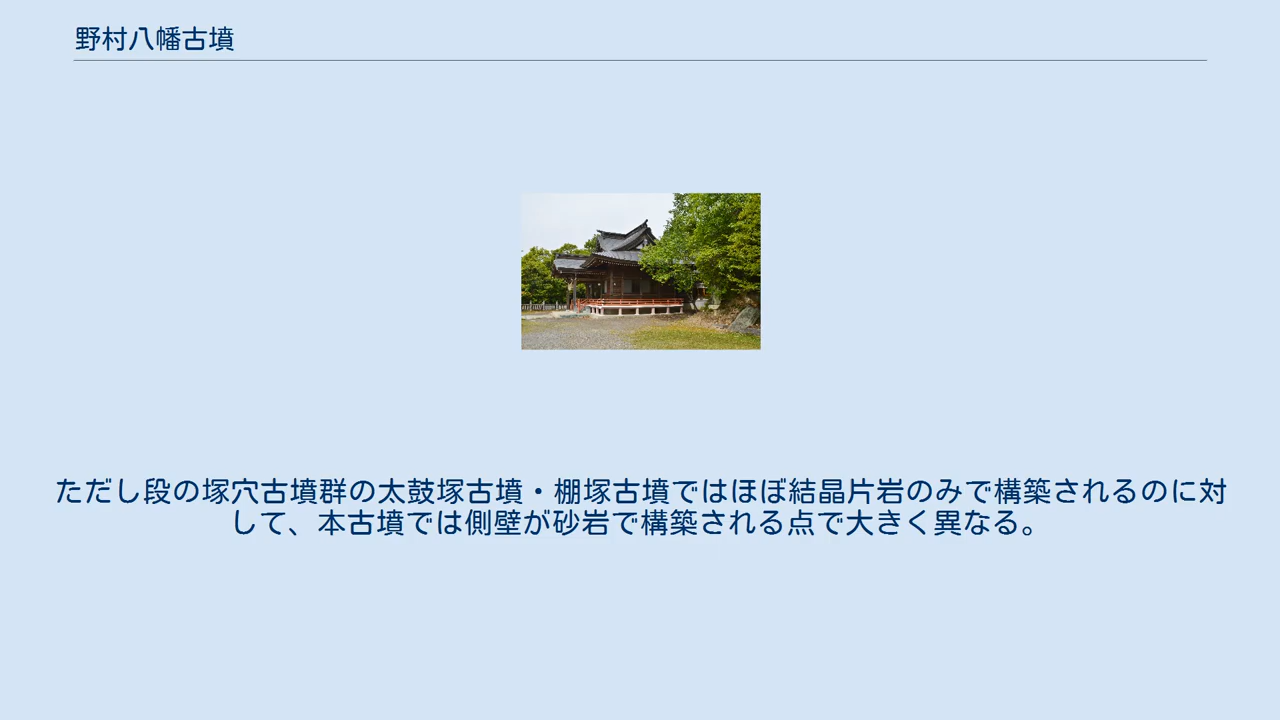 野村八幡古墳
ただし段の塚穴古墳群の太鼓塚古墳・棚塚古墳ではほぼ結晶片岩のみで構築されるのに対
して、本古墳では側壁が砂岩で構築される点で大きく異なる。